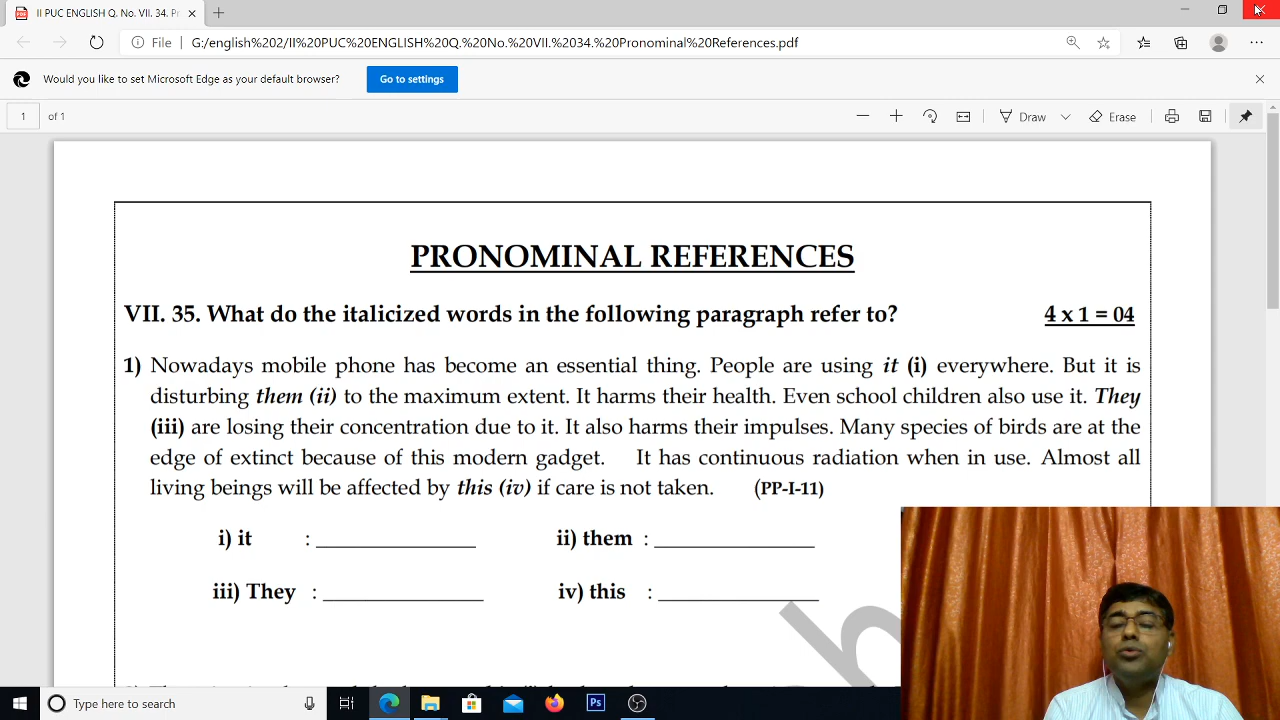 II PUC ENGLISH Q. No. VII. 34. Pr
File | G:/english%202/II%20PUC%20ENGLISH%20Q.%20No.%20VII.%2034.%20Pronominal%20References.pdf
Would you like to set Microsoft Edge as your default browser? Go to settings
1 of 1 Draw Erase
PRONOMINAL REFERENCES
VII. 35. What do the italicized words in the following paragraph refer to? 4 x 1 = 04
1) Nowadays mobile phone has become an essential thing. People are using it (i) everywhere. But it is
disturbing them (ii) to the maximum extent. It harms their health. Even school children also use it. They
(iii) are losing their concentration due to it. It also harms their impulses. Many species of birds are at the
edge of extinct because of this modern gadget. It has continuous radiation when in use. Almost all
living beings will be affected by this (iv) if care is not taken. (PP-I-11)
i) it : ______________ ii) them : ______________
iii) They : ______________ iv) this : ______________
h
Type here to search Ps